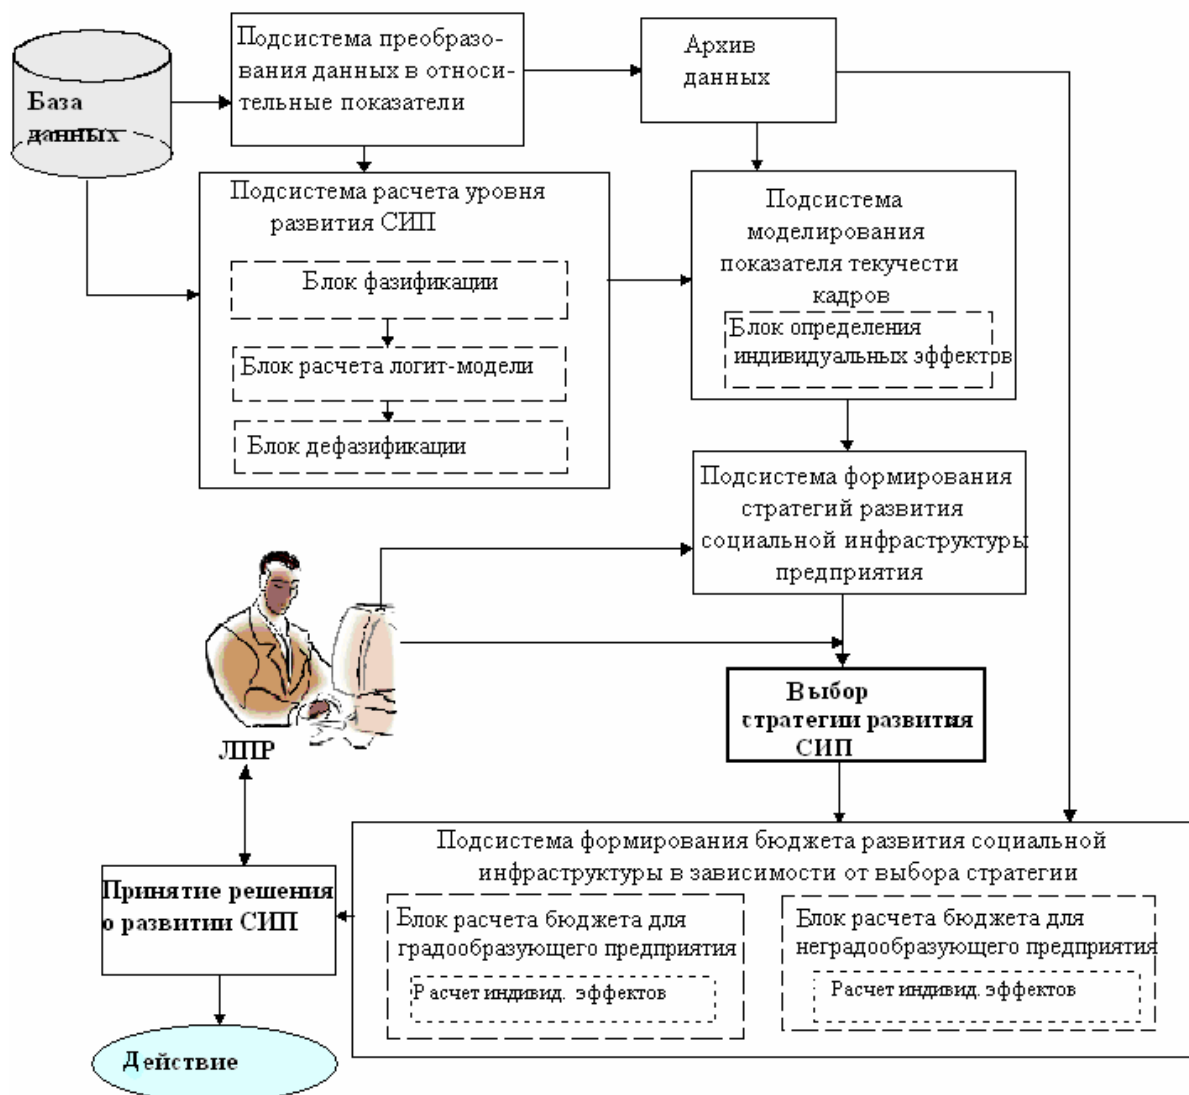 База
данных
Подсистема преобразо-
вания данных в относи-
тельные показатели
Архив
данных
Подсистема расчета уровня
развития СИП
Блок фазификации
Блок расчета логит-модели
Блок дефазификации
Подсистема
моделирования
показателя текучести
кадров
Блок определения
индивидуальных эффектов
Подсистема формирования
стратегий развития
социальной инфраструктуры
предприятия
ЛПР
Выбор
стратегии развития
СИП
Подсистема формирования бюджета развития социальной
инфраструктуры в зависимости от выбора стратегии
Блок расчета бюджета для
градообразующего предприятия
Расчет индивид. эффектов
Блок расчета бюджета для
неградообразующего предприятия
Расчет индивид. эффектов
Принятие решения
о развитии СИП
Действие